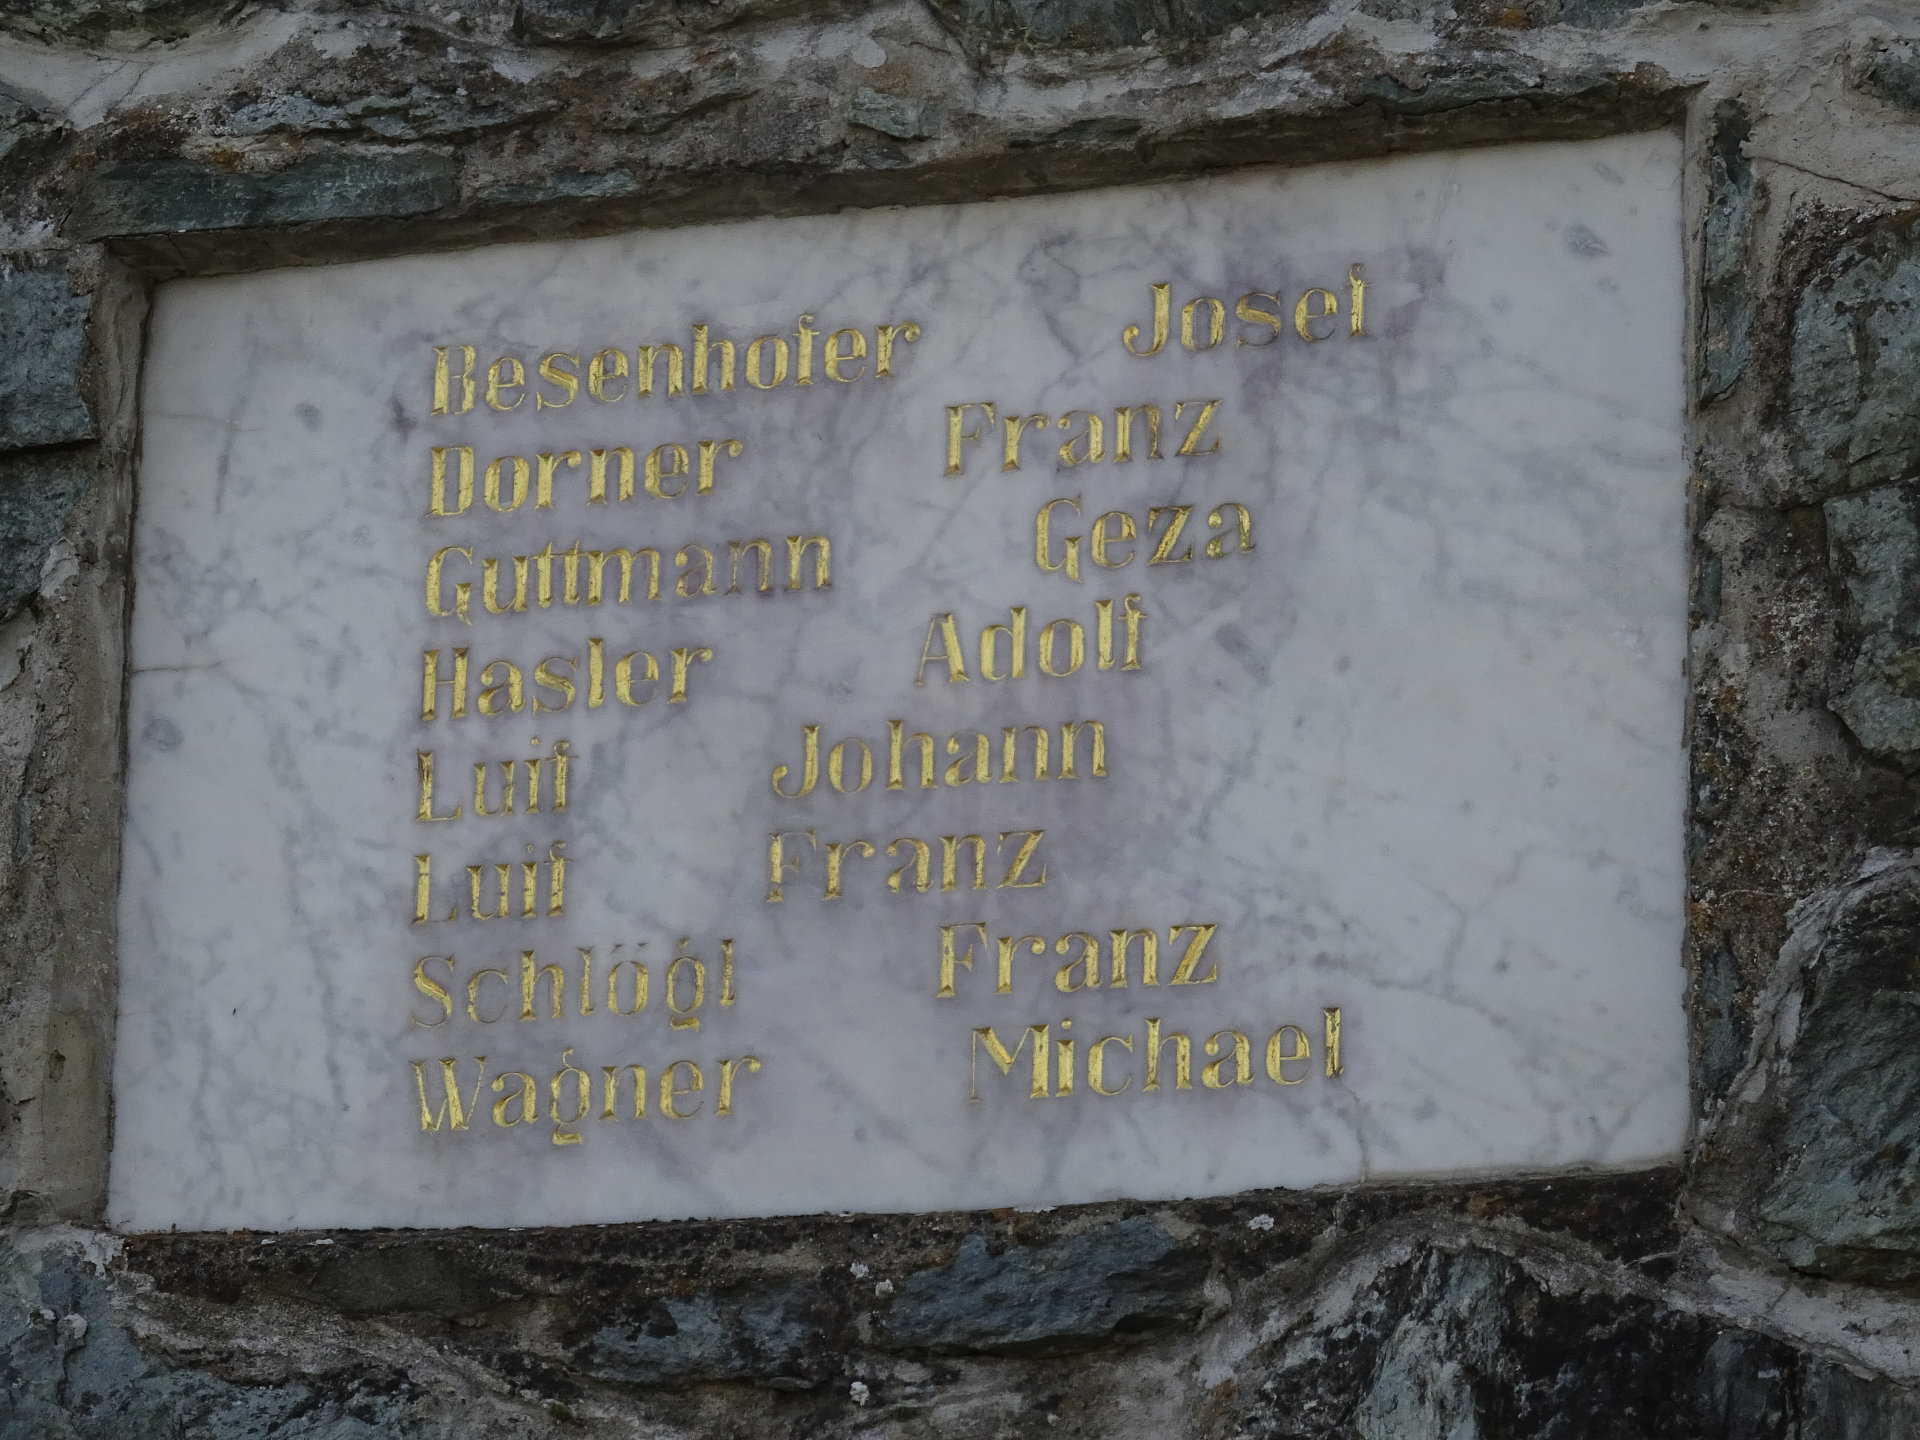 Besenhofer Josef
Dorner Franz
Guttmann Geza
Hasler Adolf
Luif Johann
Luif Franz
Schlögl Franz
Wagner Michael